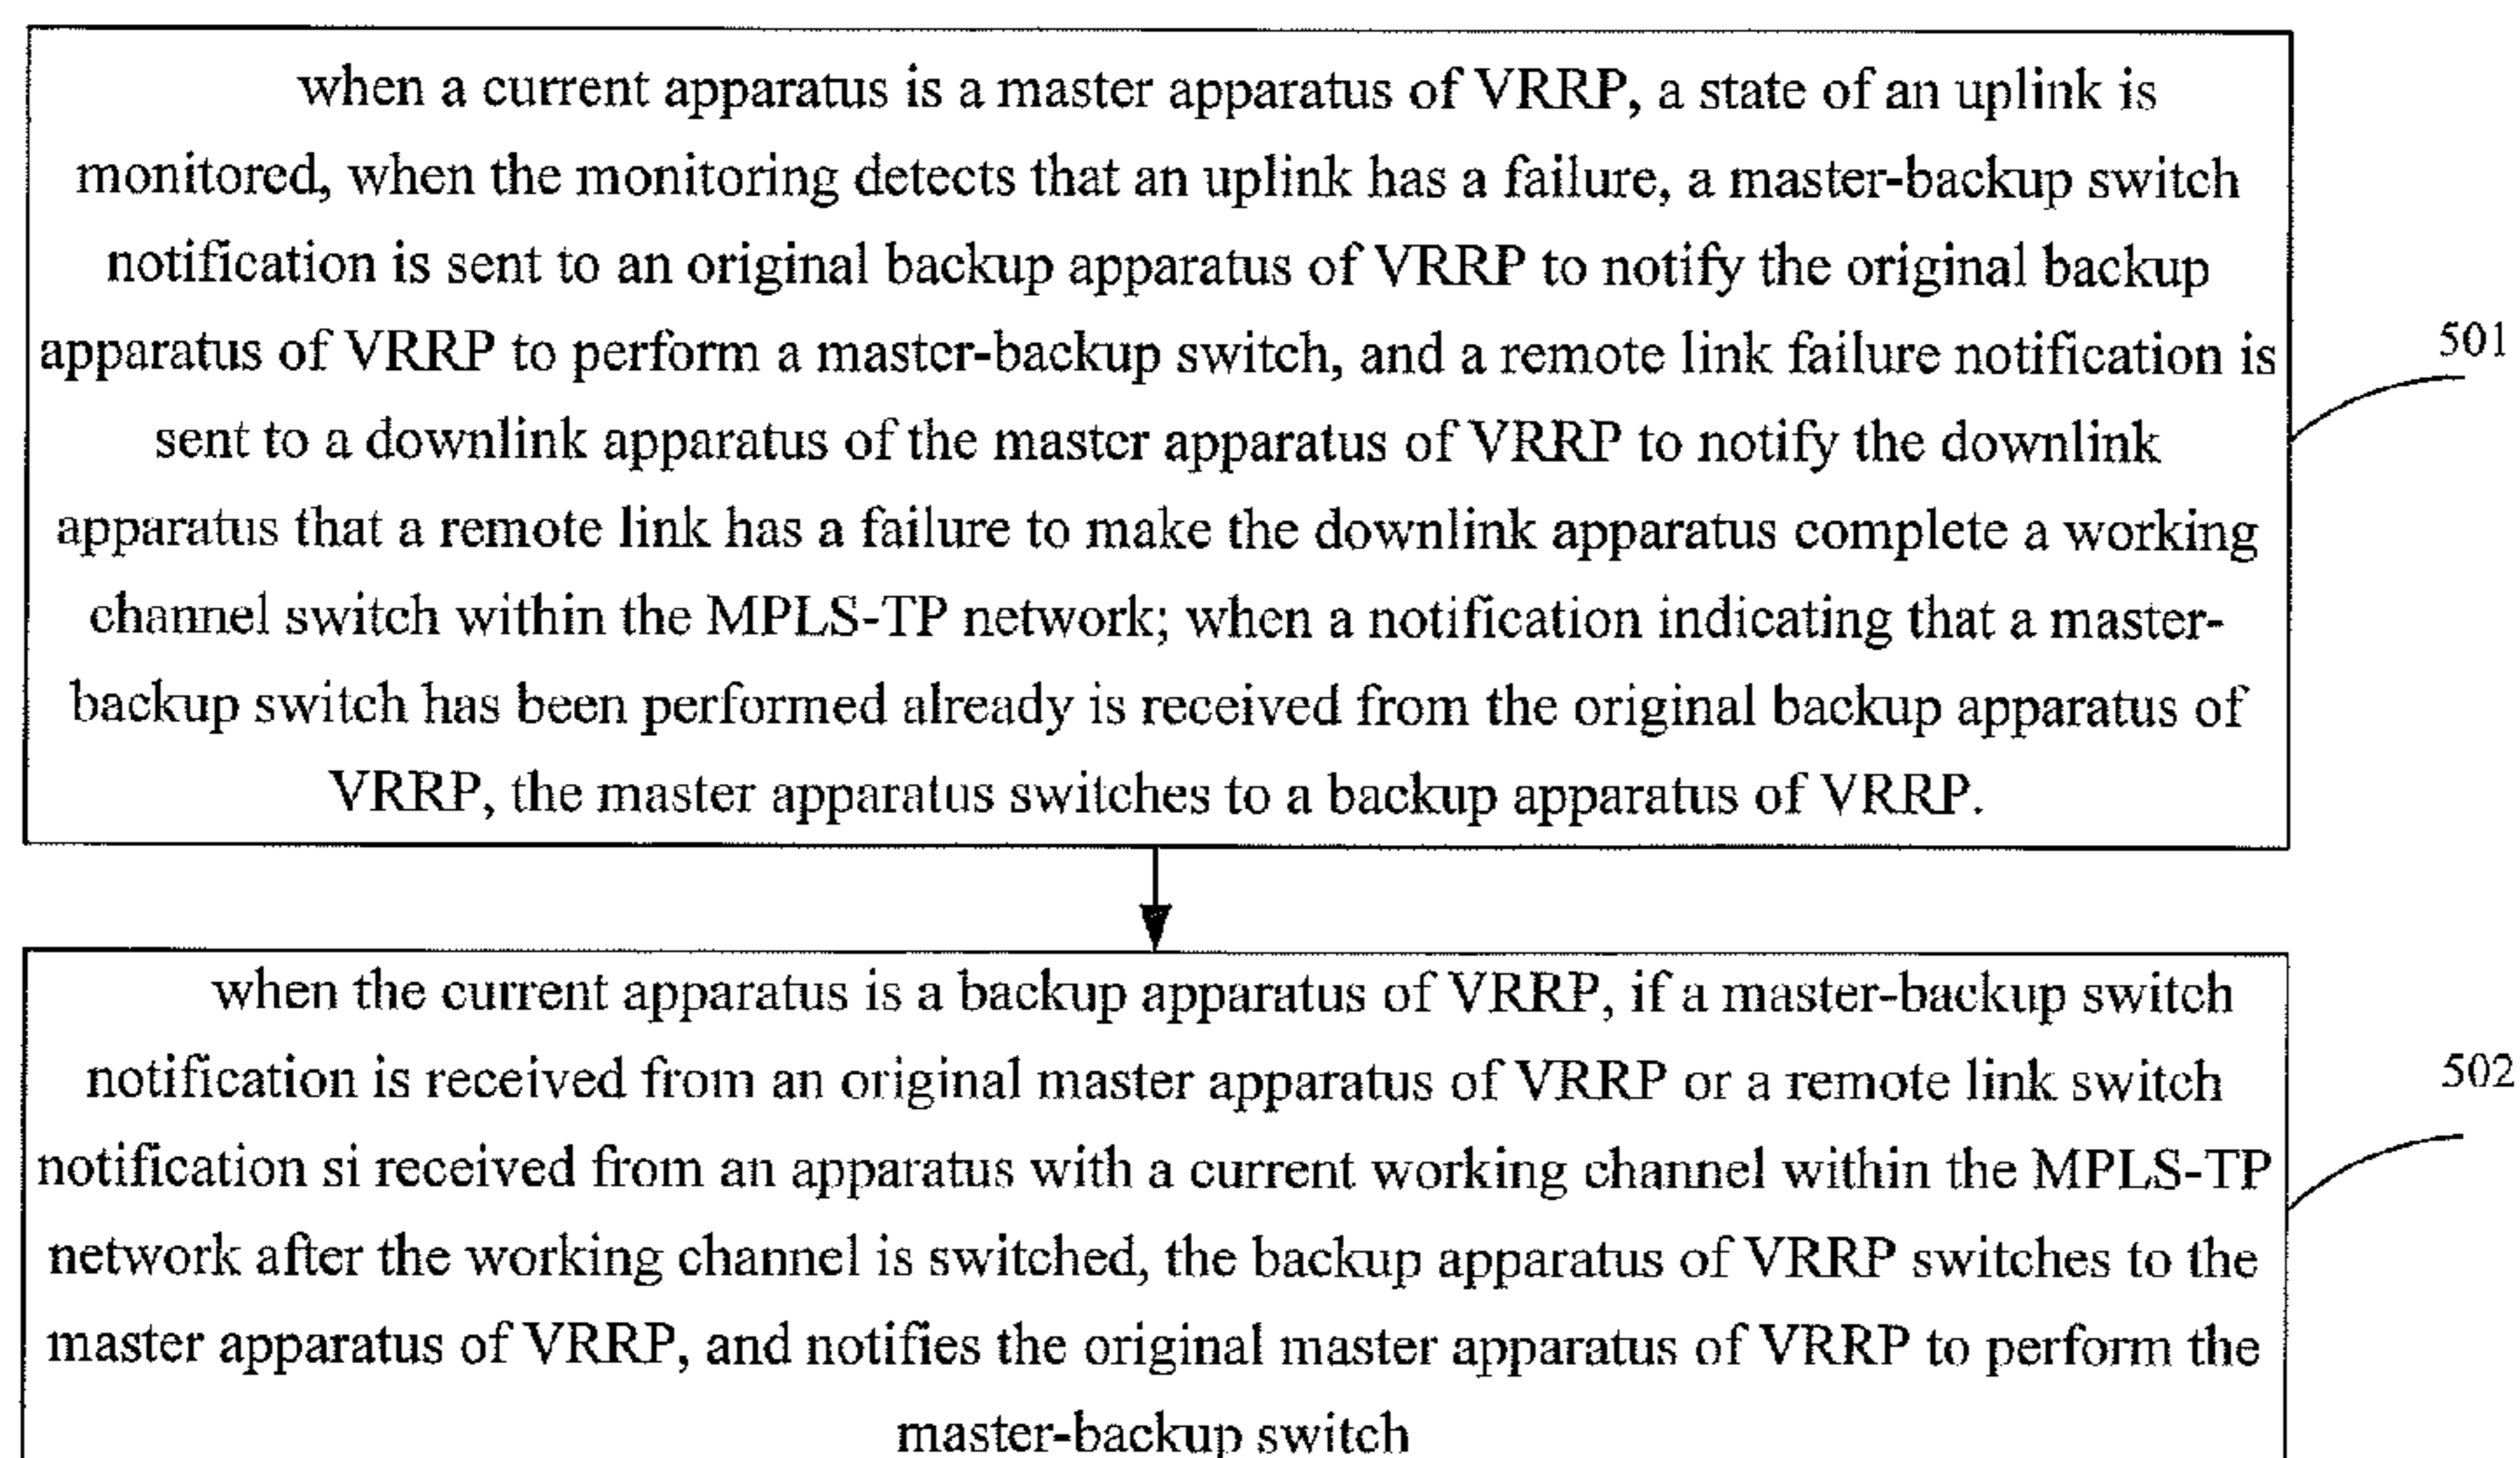 when a current apparatus is a master apparatus of VRRP, a state of an uplink is
monitored, when the monitoring detects that an uplink has a failure, a master-backup switch
notification is sent to an original backup apparatus of VRRP to notify the original backup
apparatus of VRRP to perform a master-backup switch, and a remote link failure notification is
501
sent to a downlink apparatus of the master apparatus of VRRP to notify the downlink
apparatus that a remote link has a failure to make the downlink apparatus complete a working
channel switch within the MPLS-TP network; when a notification indicating that a master-
backup switch has been performed already is received from the original backup apparatus of
VRRP, the master apparatus switches to a backup apparatus of VRRP.
when the current apparatus is a backup apparatus of VRRP, if a master-backup switch
notification is received from an original master apparatus of VRRP or a remote link switch
502
notification si received from an apparatus with a current working channel within the MPLS-TP
network after the working channel is switched, the backup apparatus of VRRP switches to the
master apparatus of VRRP, and notifies the original master apparatus of VRRP to perform the
master-backup switch